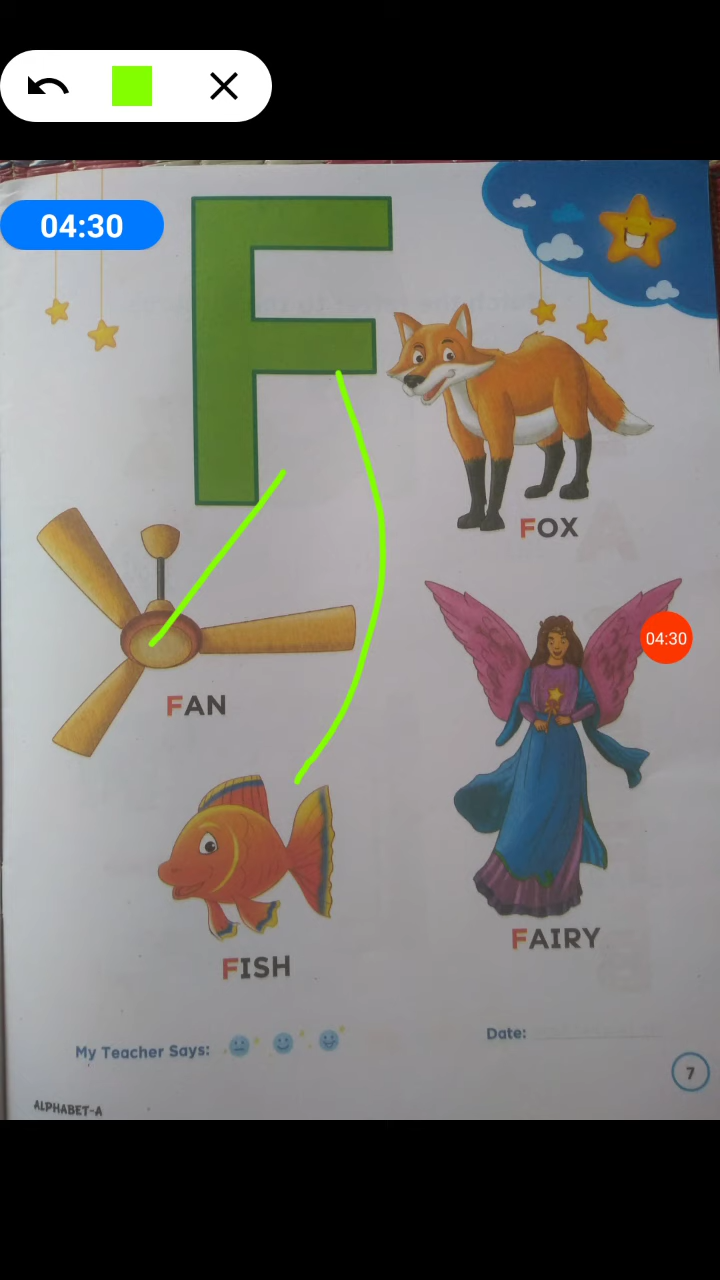 04:30
F
FOX
04:30
FAN
FAIRY
FISH
My Teacher Says:
Date:
7
ALPHABET-A